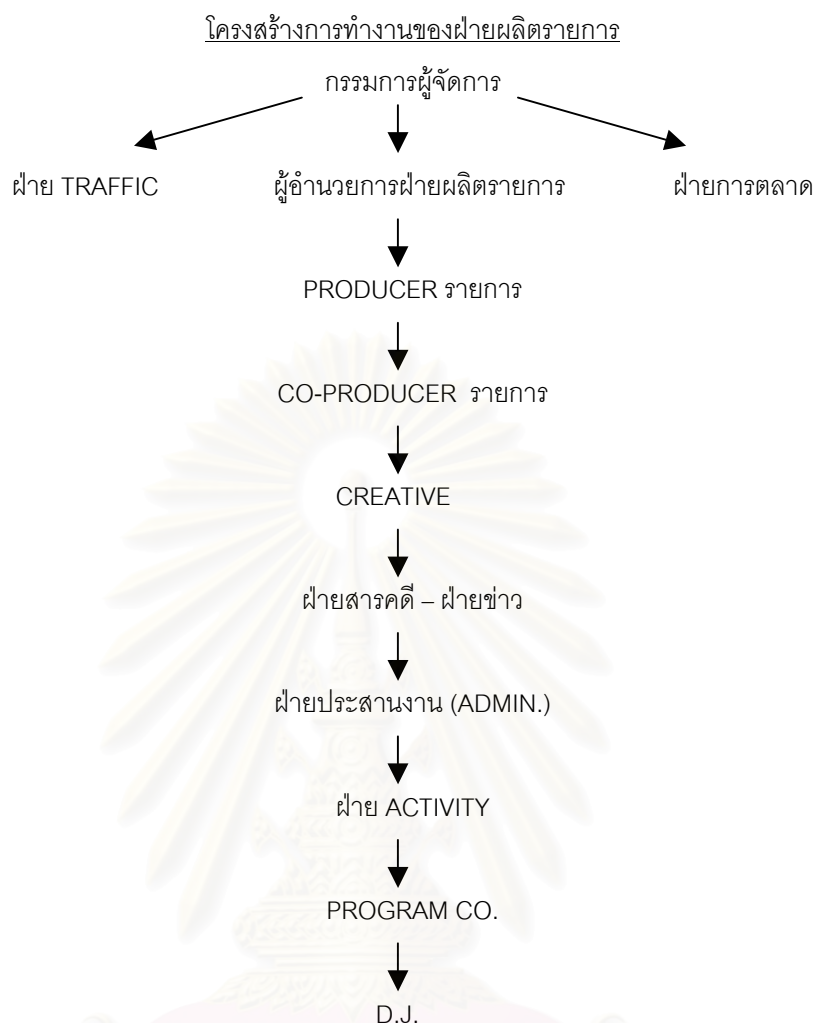 โครงสร้างการทำงานของฝ่ายผลิตรายการ
กรรมการผู้จัดการ
ฝ่าย TRAFFIC ผู้อำนวยการฝ่ายผลิตรายการ ฝ่ายการตลาด
PRODUCER รายการ
CO-PRODUCER รายการ
CREATIVE
ฝ่ายสารคดี – ฝ่ายข่าว
ฝ่ายประสานงาน (ADMIN.)
ฝ่าย ACTIVITY
PROGRAM CO.
D.J.